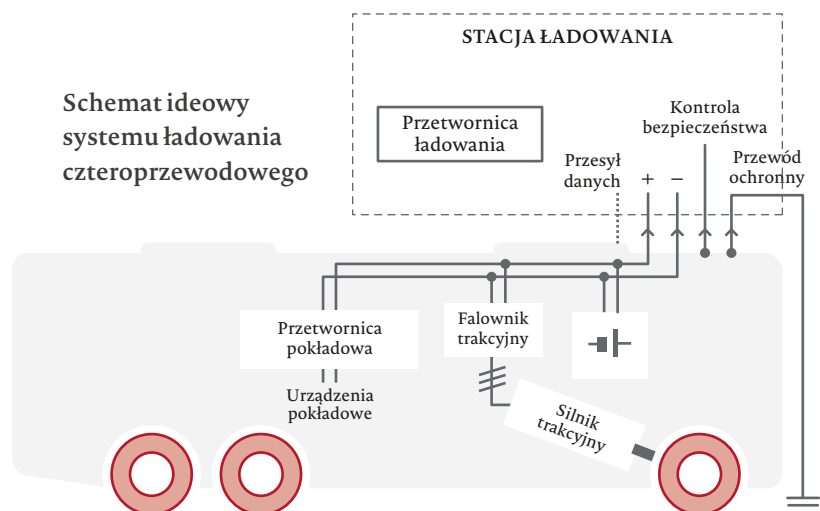 STACJA ŁADOWANIA
Schemat ideowy
systemu ładowania
czteroprzewodowego
Przetwornica
ładowania
Kontrola
bezpieczeństwa
Przesył
danych
+ −
Przewód
ochronny
Przetwornica
pokładowa
Falownik
trakcyjny
Urządzenia
pokładowe
Silnik
trakcyjny